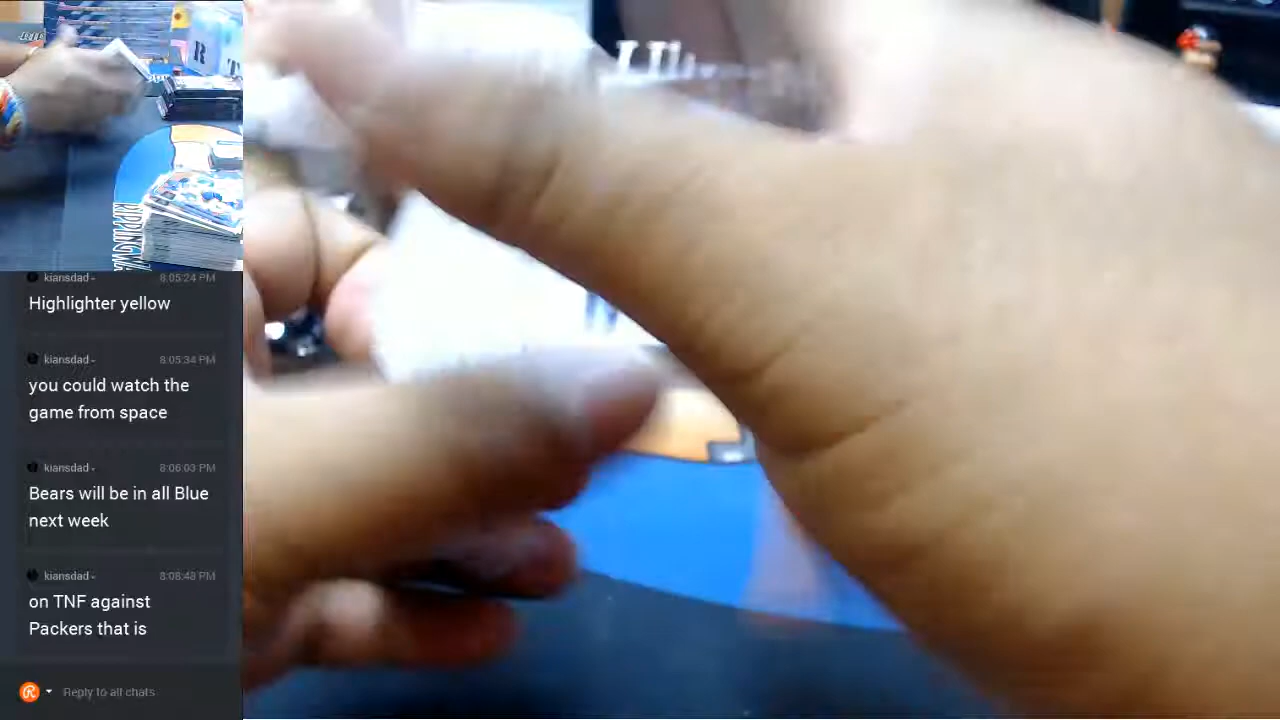 R
RIPPINGW
kiansdad - 8:05:24 PM
Highlighter yellow
kiansdad - 8:05:34 PM
you could watch the
game from space
kiansdad - 8:06:03 PM
Bears will be in all Blue
next week
kiansdad - 8:08:48 PM
on TNF against
Packers that is
Reply to all chats